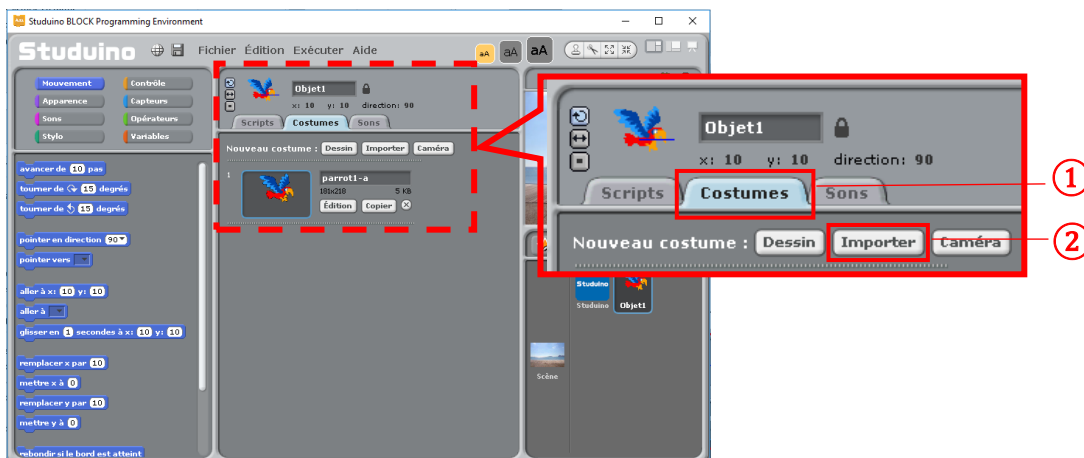 Studuino BLOCK Programming Environment
Studuino Fichier Édition Exécuter Aide aA aA aA
Mouvement Contrôle
Apparence Capteurs
Sons Opérateurs
Stylo Variables
avancer de 10 pas
tourner de 15 degrés
tourner de 15 degrés
pointer en direction 90
pointer vers
aller à x: 10 y: 10
aller à
glisser en 1 secondes à x: 10 y: 10
remplacer x par 10
mettre x à 0
remplacer y par 10
mettre y à 0
rebondir si le bord est atteint
Objet1
x: 10 y: 10 direction: 90
Scripts Costumes Sons
Nouveau costume : Dessin Importer Caméra
1
parrot1-a
181x218 5 KB
Édition Copier
Objet1
x: 10 y: 10 direction: 90
Scripts Costumes Sons
Nouveau costume : Dessin Importer Caméra
1
2
Studuino
Studuino Objet1
Scène